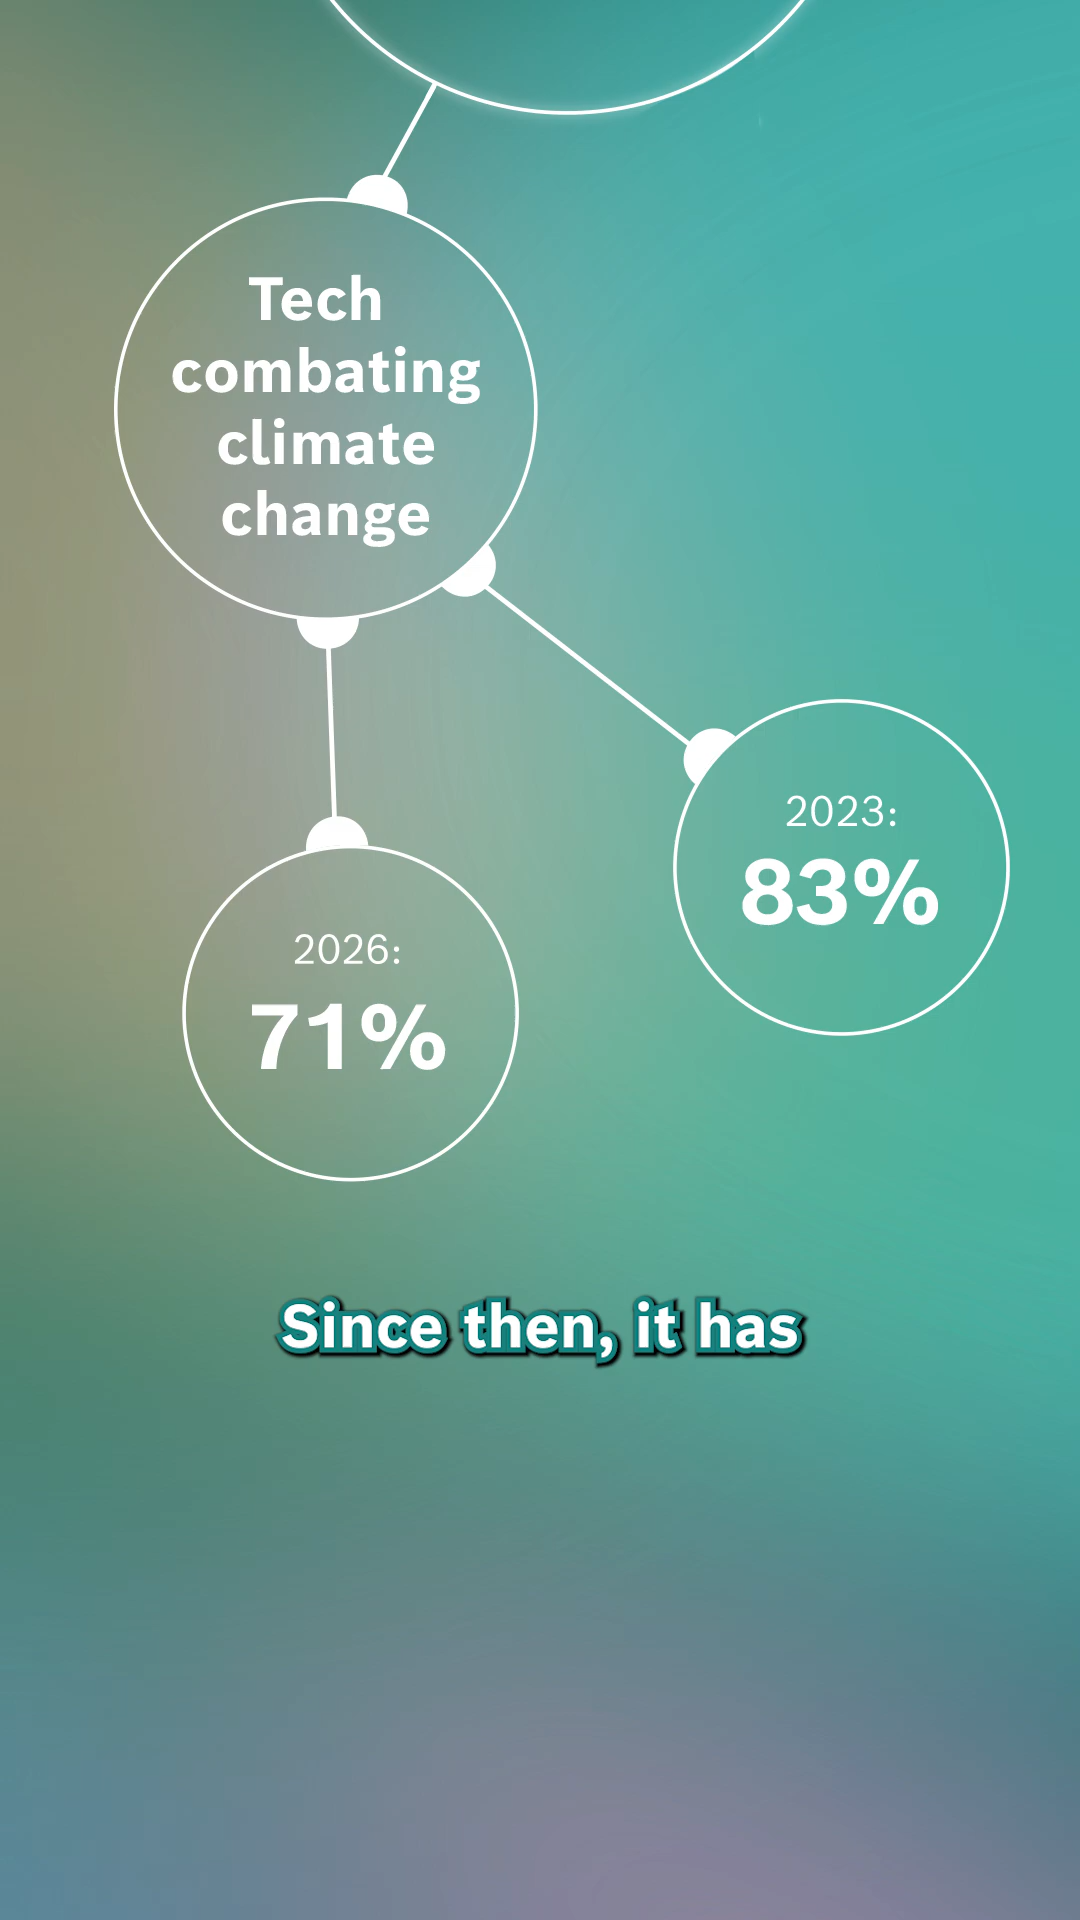 Tech
combating
climate
change
2023:
83%
2026:
71%
Since then, it has